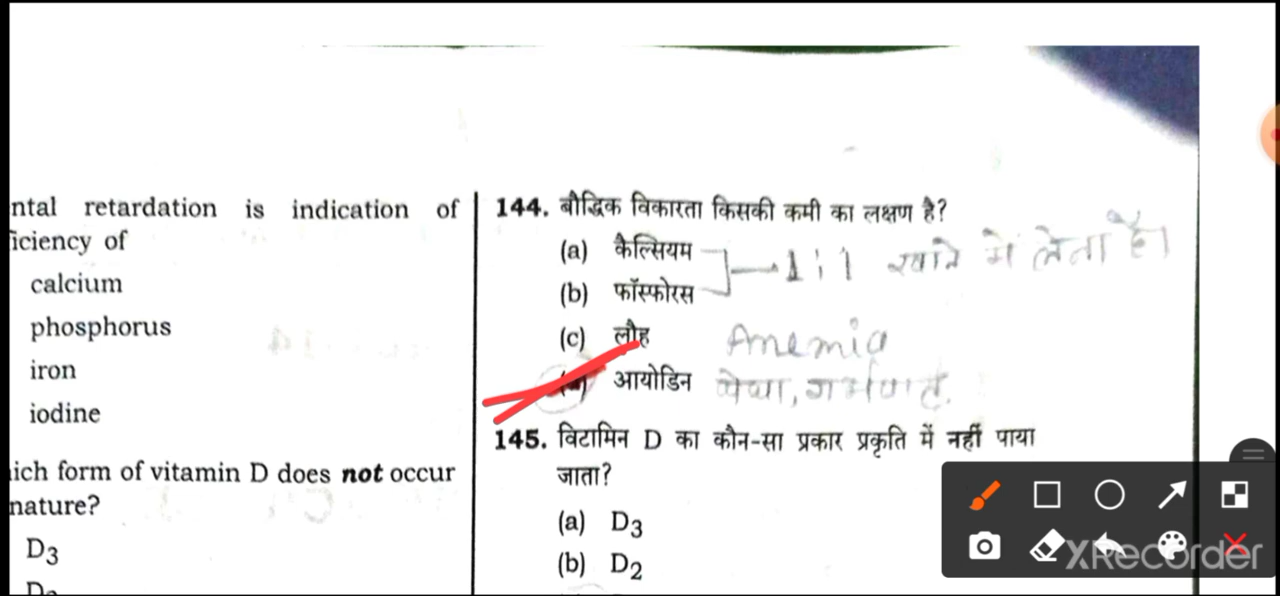 ntal retardation is indication of
iciency of
calcium
phosphorus
iron
iodine
ich form of vitamin D does not occur
nature?
D3
144. बौद्धिक विकारता किसकी कमी का लक्षण है?
(a) कैल्सियम
1:1 खाने मे लेता है।
(b) फॉस्फोरस
(c) लौह Anemia
आयोडिन
145. विटामिन D का कौन-सा प्रकार प्रकृति में नहीं पाया
जाता?
(a) D3
(b) D2
XRecorder